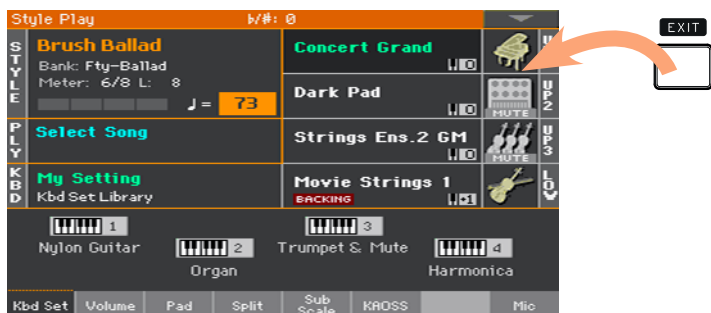 Style Play ♭/#: 0
EXIT
STYLE
Brush Ballad
Bank: Fty-Ballad
Meter: 6/8 L: 8
♩ = 73
Concert Grand
Dark Pad
MUTE
UP2
PLY
Select Song
Strings Ens.2 GM
MUTE
UP3
KBD
My Setting
Kbd Set Library
Movie Strings 1
BACKING
LOW
1
Nylon Guitar
2
Organ
3
Trumpet & Mute
4
Harmonica
Kbd Set Volume Pad Split Sub Scale KAOSS Mic